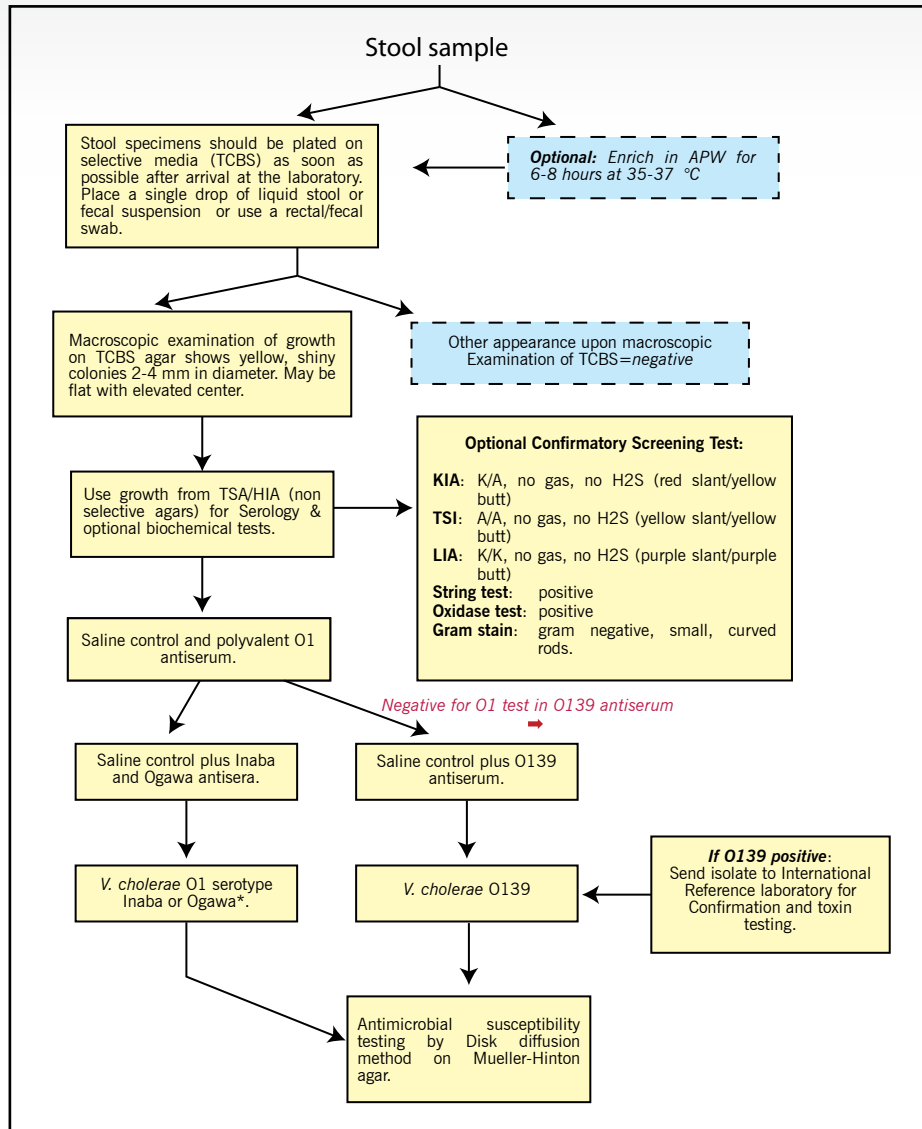 Stool sample
Stool specimens should be plated on
selective media (TCBS) as soon as
possible after arrival at the laboratory.
Place a single drop of liquid stool or
fecal suspension or use a rectal/fecal
swab.
Optional: Enrich in APW for
6-8 hours at 35-37 °C
Macroscopic examination of growth
on TCBS agar shows yellow, shiny
colonies 2-4 mm in diameter. May be
flat with elevated center.
Other appearance upon macroscopic
Examination of TCBS=negative
Use growth from TSA/HIA (non
selective agars) for Serology &
optional biochemical tests.
Optional Confirmatory Screening Test:
KIA: K/A, no gas, no H2S (red slant/yellow
butt)
TSI: A/A, no gas, no H2S (yellow slant/yellow
butt)
LIA: K/K, no gas, no H2S (purple slant/purple
butt)
String test: positive
Oxidase test: positive
Gram stain: gram negative, small, curved
rods.
Saline control and polyvalent O1
antiserum.
Negative for O1 test in O139 antiserum
Saline control plus Inaba
and Ogawa antisera.
Saline control plus O139
antiserum.
V. cholerae O1 serotype
Inaba or Ogawa*.
V. cholerae O139
If O139 positive:
Send isolate to International
Reference laboratory for
Confirmation and toxin
testing.
Antimicrobial susceptibility
testing by Disk diffusion
method on Mueller-Hinton
agar.